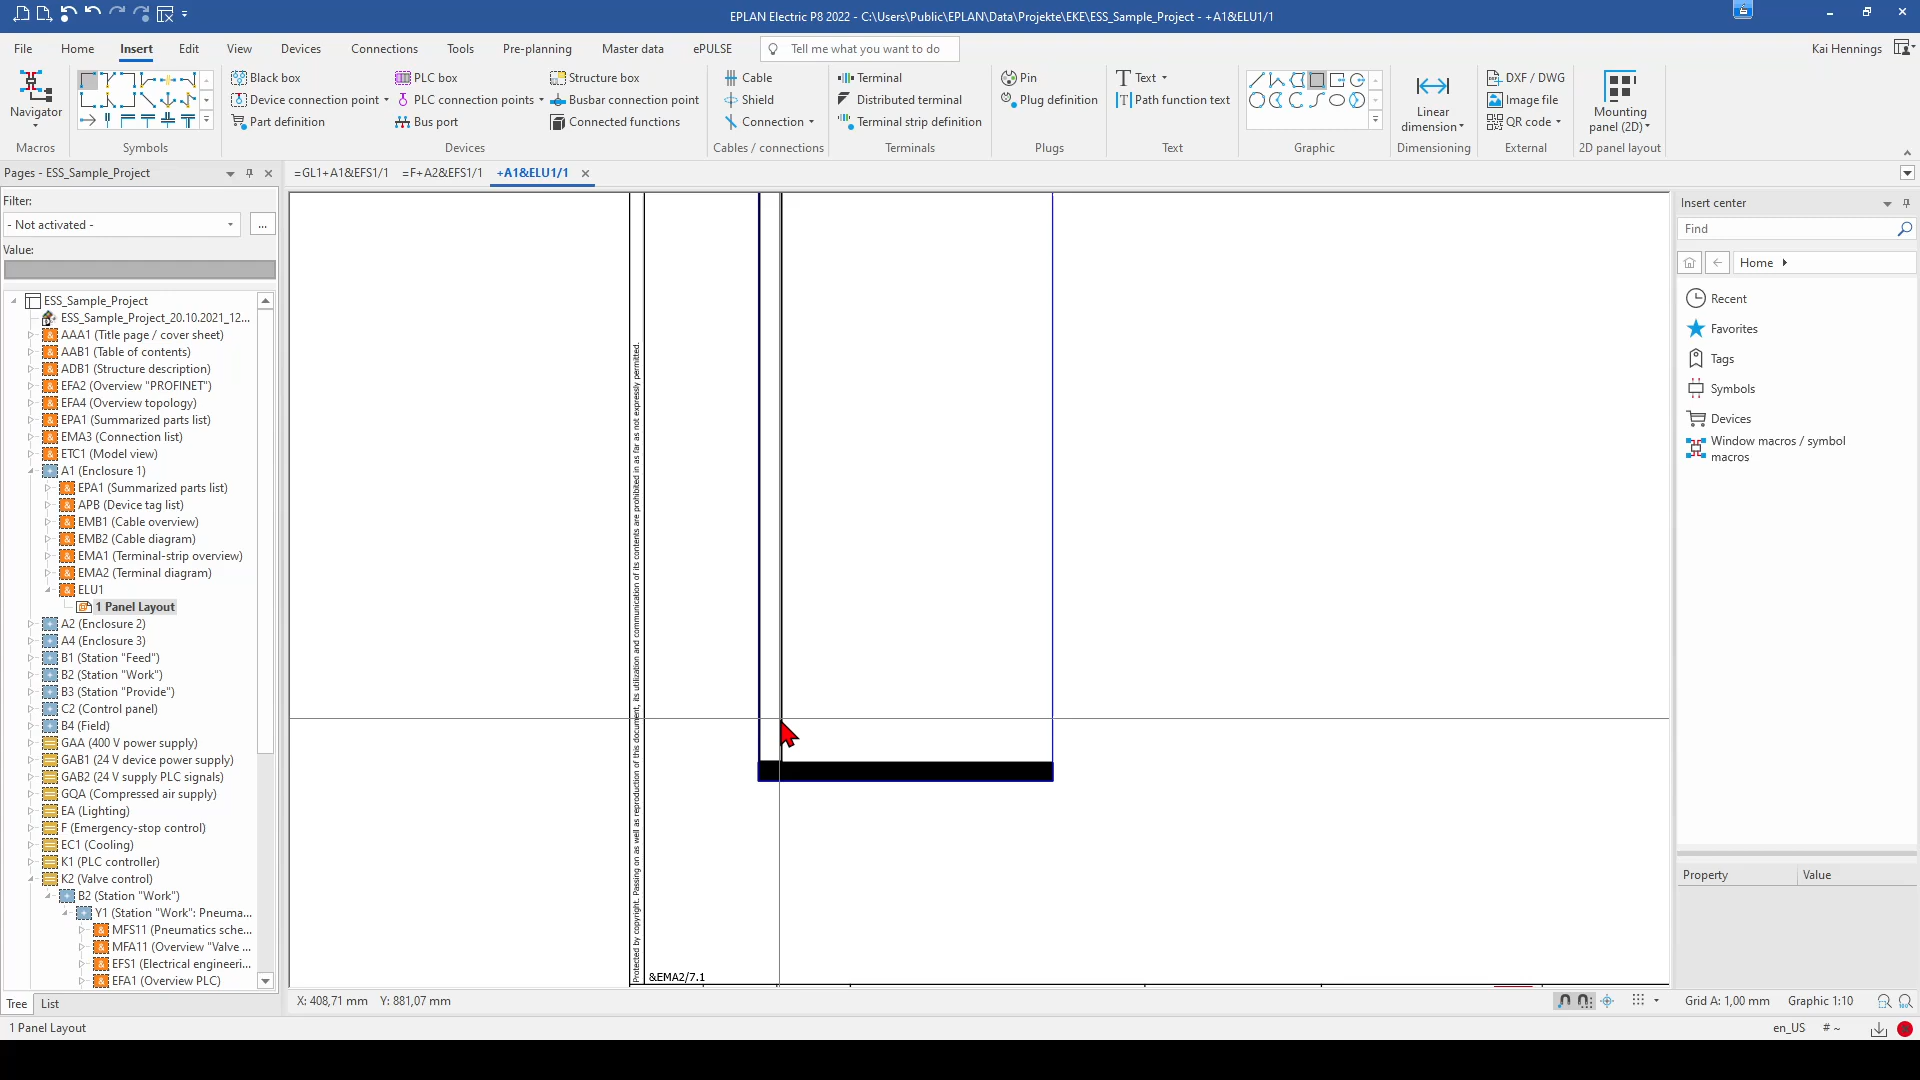 EPLAN Electric P8 2022 - C:\Users\Public\EPLAN\Data\Projekte\EKE\ESS_Sample_Project - +A1&ELU1/1
File Home Insert Edit View Devices Connections Tools Pre-planning Master data ePULSE Tell me what you want to do Kai Hennings
Navigator
Macros
Symbols
Black box
Device connection point
Part definition
PLC box
PLC connection points
Bus port
Structure box
Busbar connection point
Connected functions
Devices
Cable
Shield
Connection
Cables / connections
Terminal
Distributed terminal
Terminal strip definition
Terminals
Pin
Plug definition
Plugs
Text
Path function text
Text
Graphic
Linear dimension
Dimensioning
DXF / DWG
Image file
QR code
External
Mounting panel (2D)
2D panel layout
Pages - ESS_Sample_Project
=GL1+A1&EFS1/1 =F+A2&EFS1/1 +A1&ELU1/1
Filter:
- Not activated -
...
Value:
ESS_Sample_Project
ESS_Sample_Project_20.10.2021_12...
AAA1 (Title page / cover sheet)
AAB1 (Table of contents)
ADB1 (Structure description)
EFA2 (Overview "PROFINET")
EFA4 (Overview topology)
EPA1 (Summarized parts list)
EMA3 (Connection list)
ETC1 (Model view)
A1 (Enclosure 1)
EPA1 (Summarized parts list)
APB (Device tag list)
EMB1 (Cable overview)
EMB2 (Cable diagram)
EMA1 (Terminal-strip overview)
EMA2 (Terminal diagram)
ELU1
1 Panel Layout
A2 (Enclosure 2)
A4 (Enclosure 3)
B1 (Station "Feed")
B2 (Station "Work")
B3 (Station "Provide")
C2 (Control panel)
B4 (Field)
GAA (400 V power supply)
GAB1 (24 V device power supply)
GAB2 (24 V supply PLC signals)
GQA (Compressed air supply)
EA (Lighting)
F (Emergency-stop control)
EC1 (Cooling)
K1 (PLC controller)
K2 (Valve control)
B2 (Station "Work")
Y1 (Station "Work": Pneuma...
MFS11 (Pneumatics sche...
MFA11 (Overview "Valve ...
EFS1 (Electrical engineeri...
EFA1 (Overview PLC)
Tree List
Protected by copyright. Passing on as well as reproduction of this document, its utilization and communication of its contents are prohibited in as far as not expressly permitted.
&EMA2/7.1
Insert center
Find
Home
Recent
Favorites
Tags
Symbols
Devices
Window macros / symbol macros
Property Value
X: 408,71 mm Y: 881,07 mm
Grid A: 1,00 mm Graphic 1:10
1 Panel Layout
en_US # ~